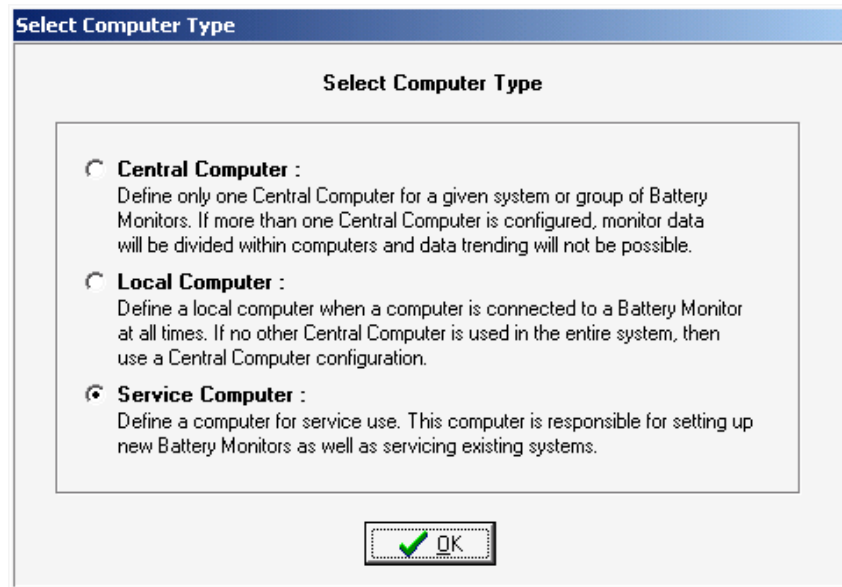 Select Computer Type
Select Computer Type
Central Computer :
Define only one Central Computer for a given system or group of Battery
Monitors. If more than one Central Computer is configured, monitor data
will be divided within computers and data trending will not be possible.
Local Computer :
Define a local computer when a computer is connected to a Battery Monitor
at all times. If no other Central Computer is used in the entire system, then
use a Central Computer configuration.
Service Computer :
Define a computer for service use. This computer is responsible for setting up
new Battery Monitors as well as servicing existing systems.
OK